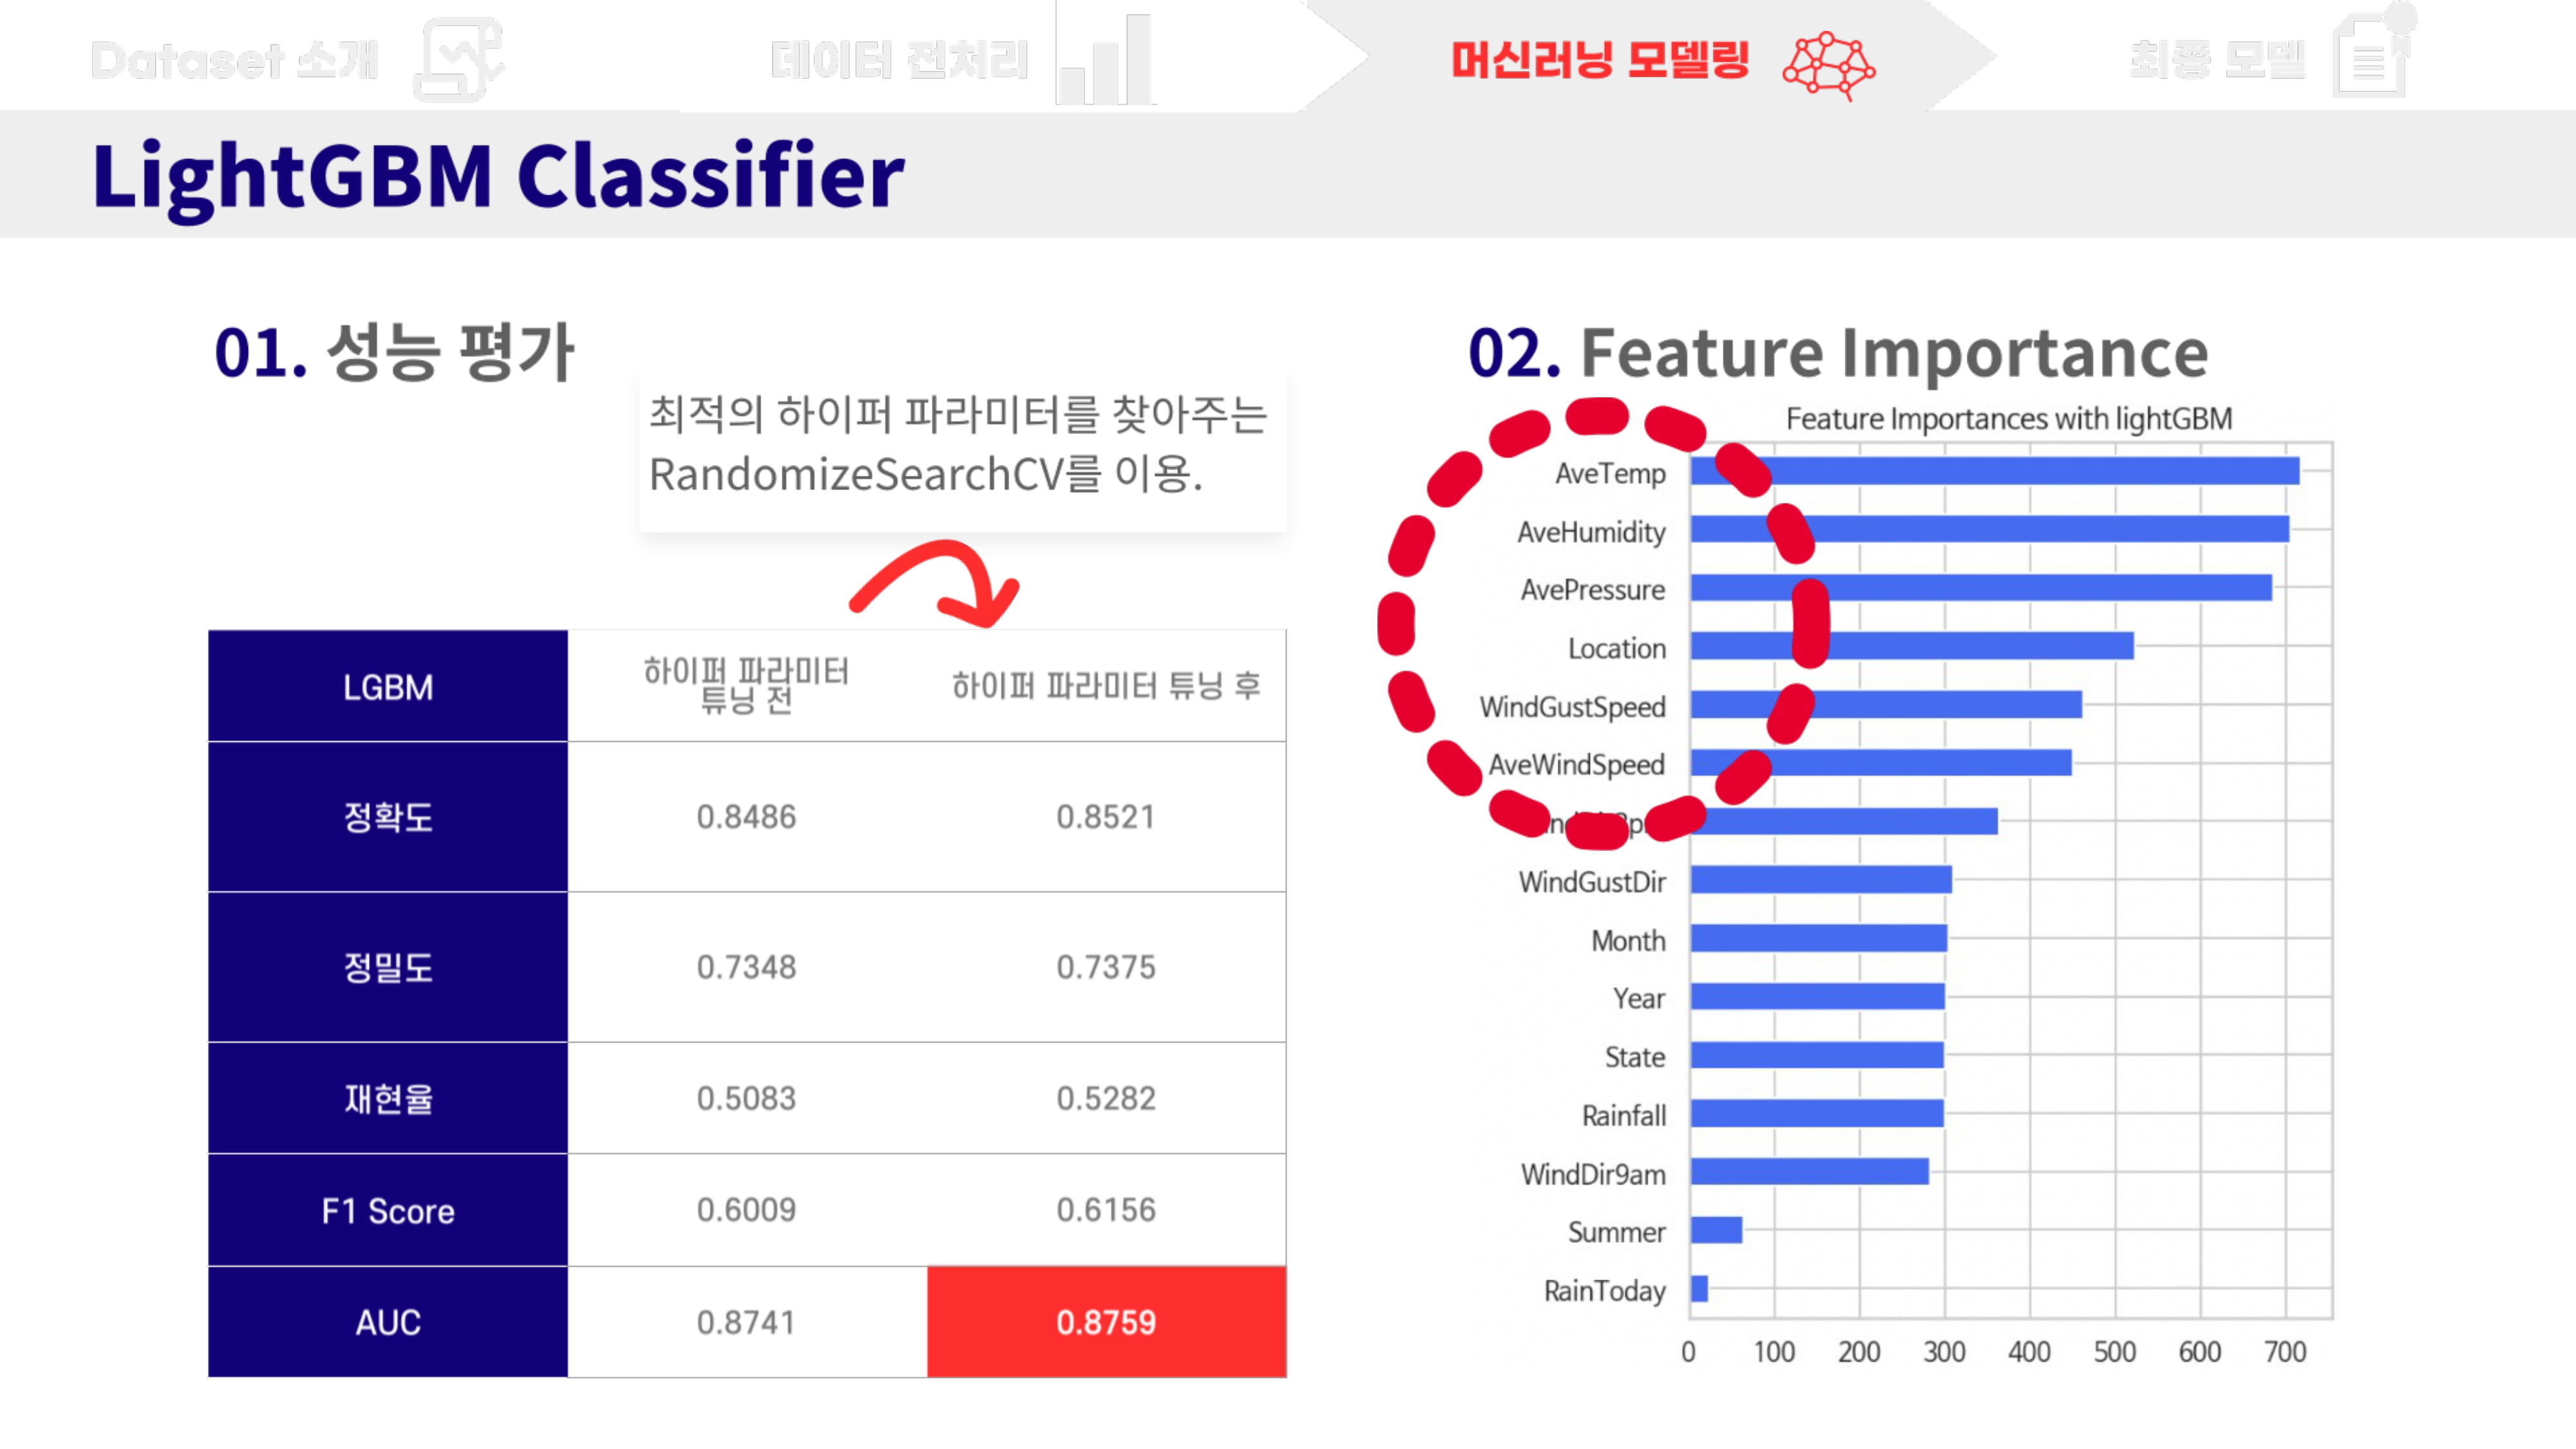 Dataset 소개
데이터 전처리
머신러닝 모델링
최종 모델
LightGBM Classifier
01. 성능 평가
최적의 하이퍼 파라미터를 찾아주는
RandomizeSearchCV를 이용.
LGBM
하이퍼 파라미터
튜닝 전
하이퍼 파라미터 튜닝 후
정확도
0.8486
0.8521
정밀도
0.7348
0.7375
재현율
0.5083
0.5282
F1 Score
0.6009
0.6156
AUC
0.8741
0.8759
02. Feature Importance
Feature Importances with lightGBM
AveTemp
AveHumidity
AvePressure
Location
WindGustSpeed
AveWindSpeed
WindGustDir
Month
Year
State
Rainfall
WindDir9am
Summer
RainToday
0 100 200 300 400 500 600 700